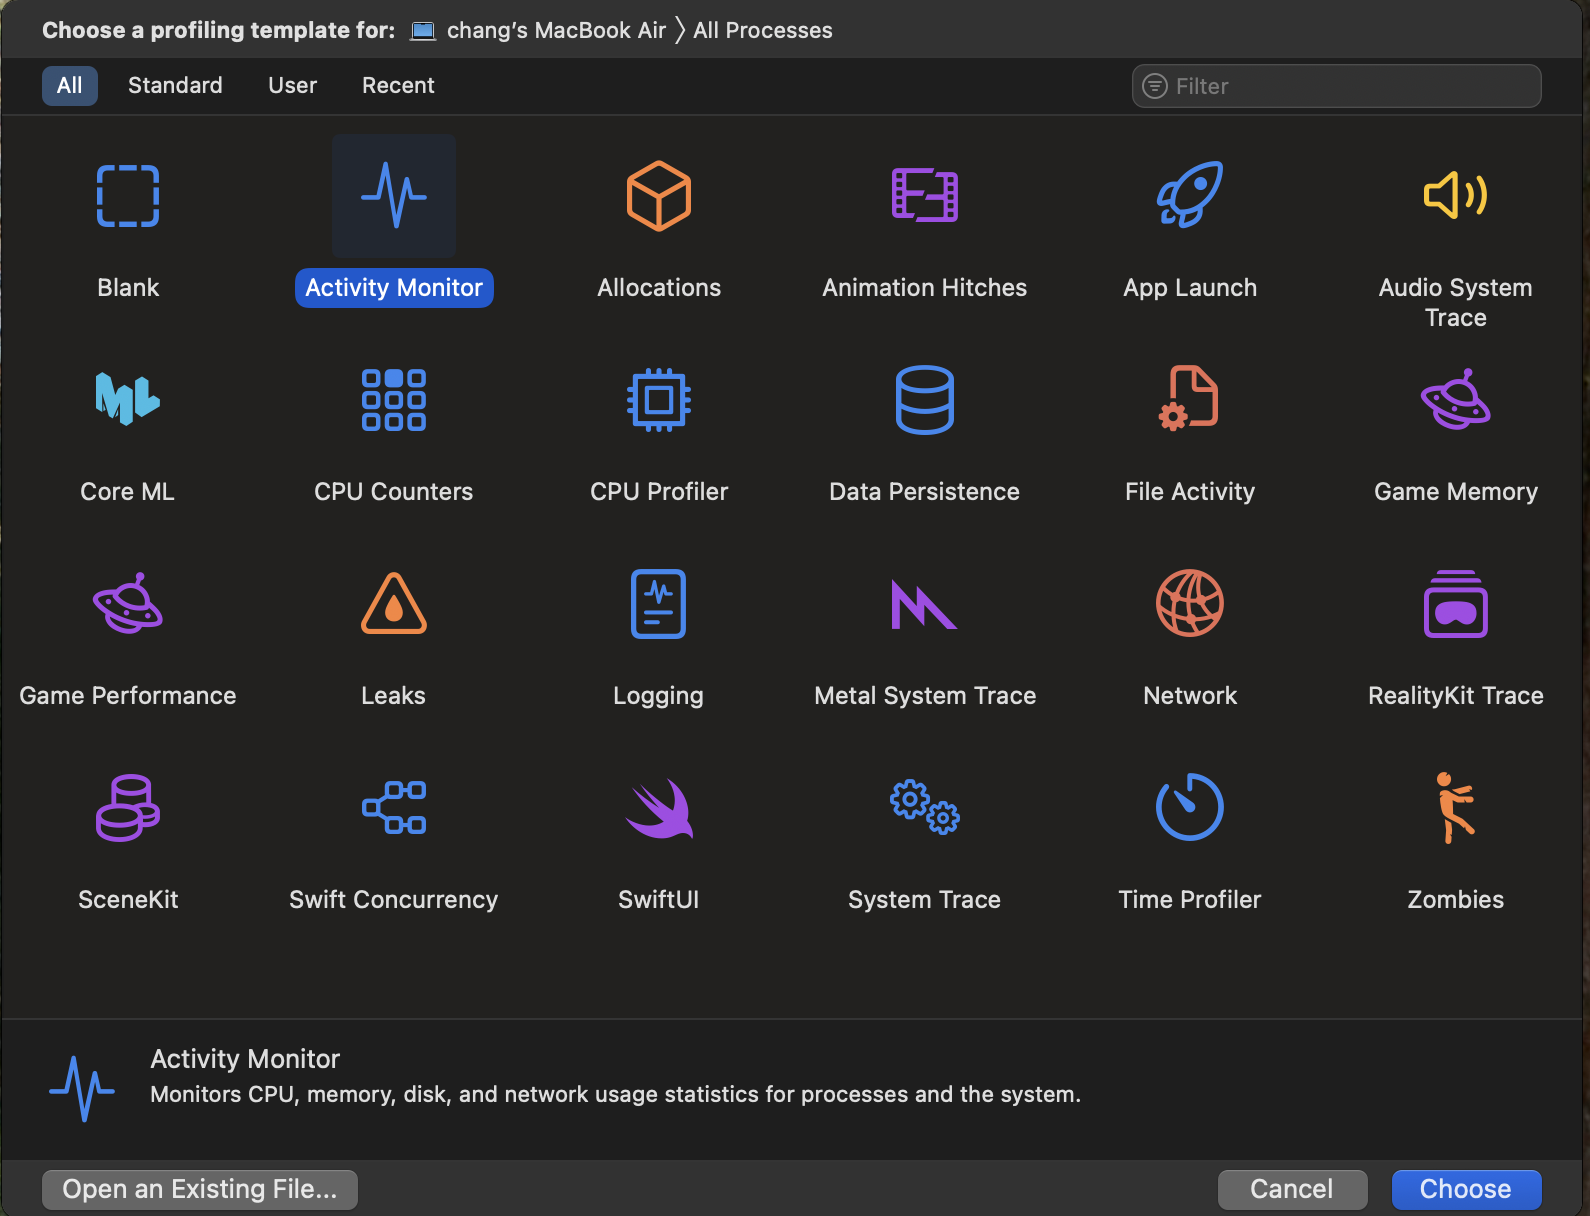 Choose a profiling template for: chang's MacBook Air 〉All Processes
All Standard User Recent Filter
Blank Activity Monitor Allocations Animation Hitches App Launch Audio System
Trace
Core ML CPU Counters CPU Profiler Data Persistence File Activity Game Memory
Game Performance Leaks Logging Metal System Trace Network RealityKit Trace
SceneKit Swift Concurrency SwiftUI System Trace Time Profiler Zombies
Activity Monitor
Monitors CPU, memory, disk, and network usage statistics for processes and the system.
Open an Existing File... Cancel Choose